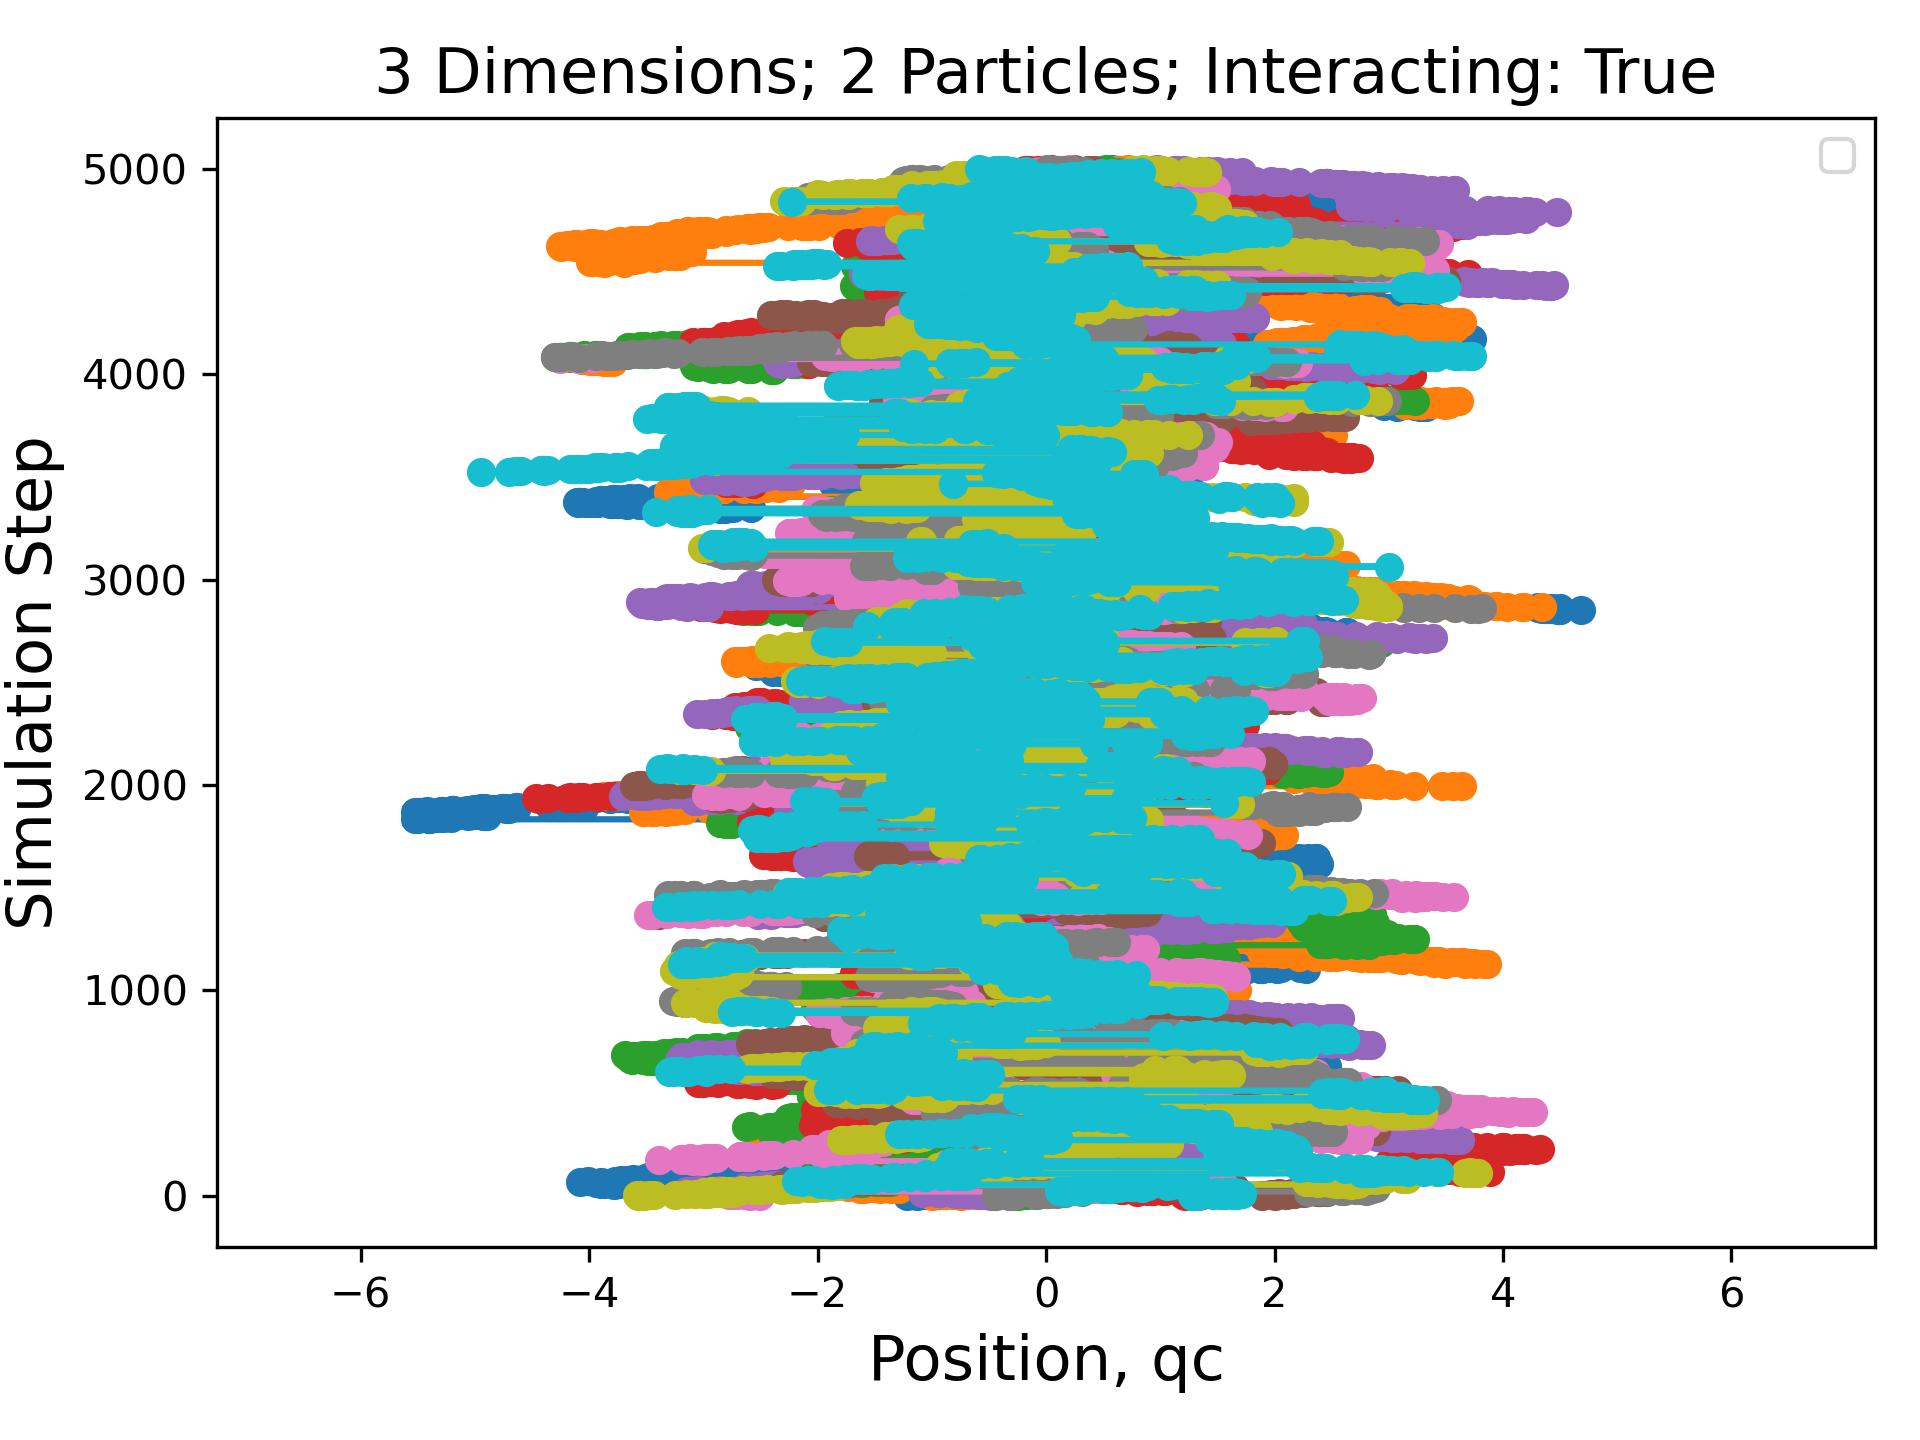 3 Dimensions; 2 Particles; Interacting: True
Simulation Step
5000
4000
3000
2000
1000
0
−6 −4 −2 0 2 4 6
Position, qc